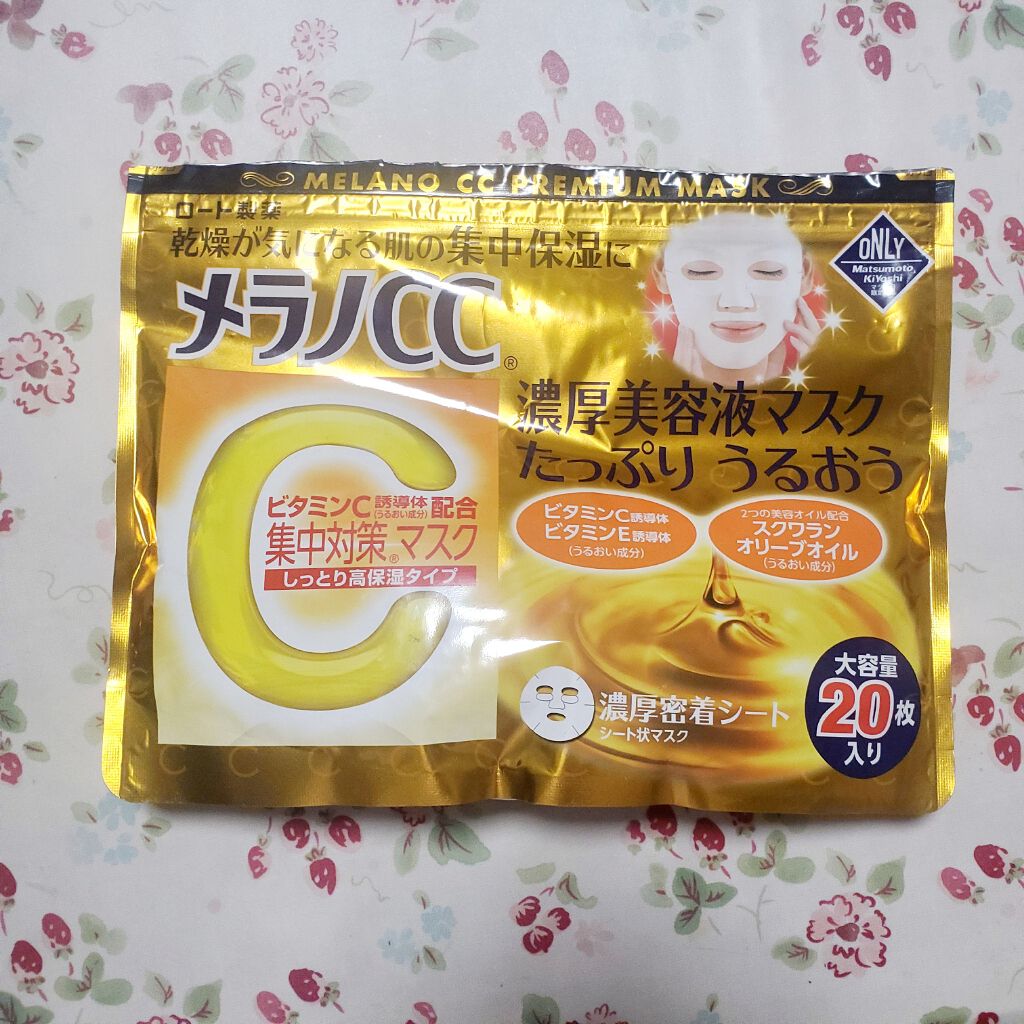 MELANO CC PREMIUM MASK
ロート製薬
乾燥が気になる肌の集中保湿に
メラノCC®
ONLY
Matsumoto
KiYoshi
濃厚美容液マスク
たっぷり うるおう
ビタミンC誘導体(うるおい成分)配合
集中対策®マスク
しっとり高保湿タイプ
ビタミンC誘導体
ビタミンE誘導体
(うるおい成分)
2つの美容オイル配合
スクワラン
オリーブオイル
(うるおい成分)
濃厚密着シート
シート状マスク
大容量
20枚
入り